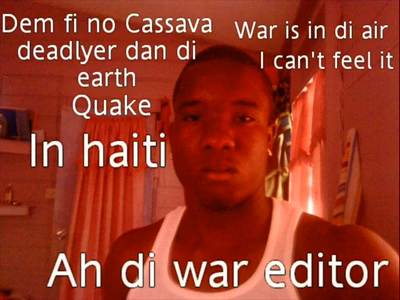 Dem fi no Cassava
deadlyer dan di
earth
Quake
In haiti
War is in di air
I can't feel it
Ah di war editor